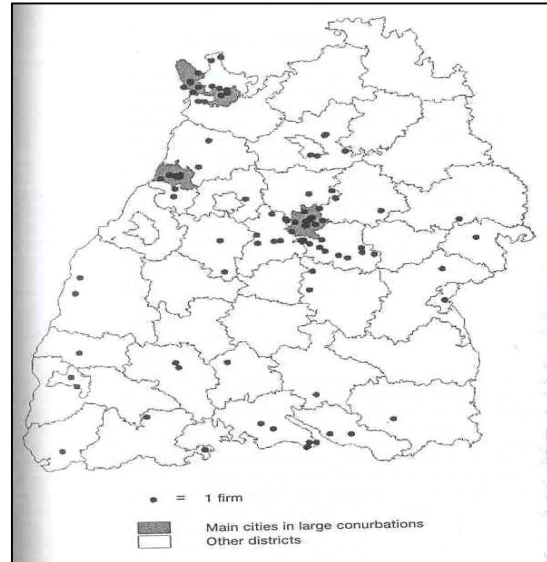 = 1 firm
Main cities in large conurbations
Other districts